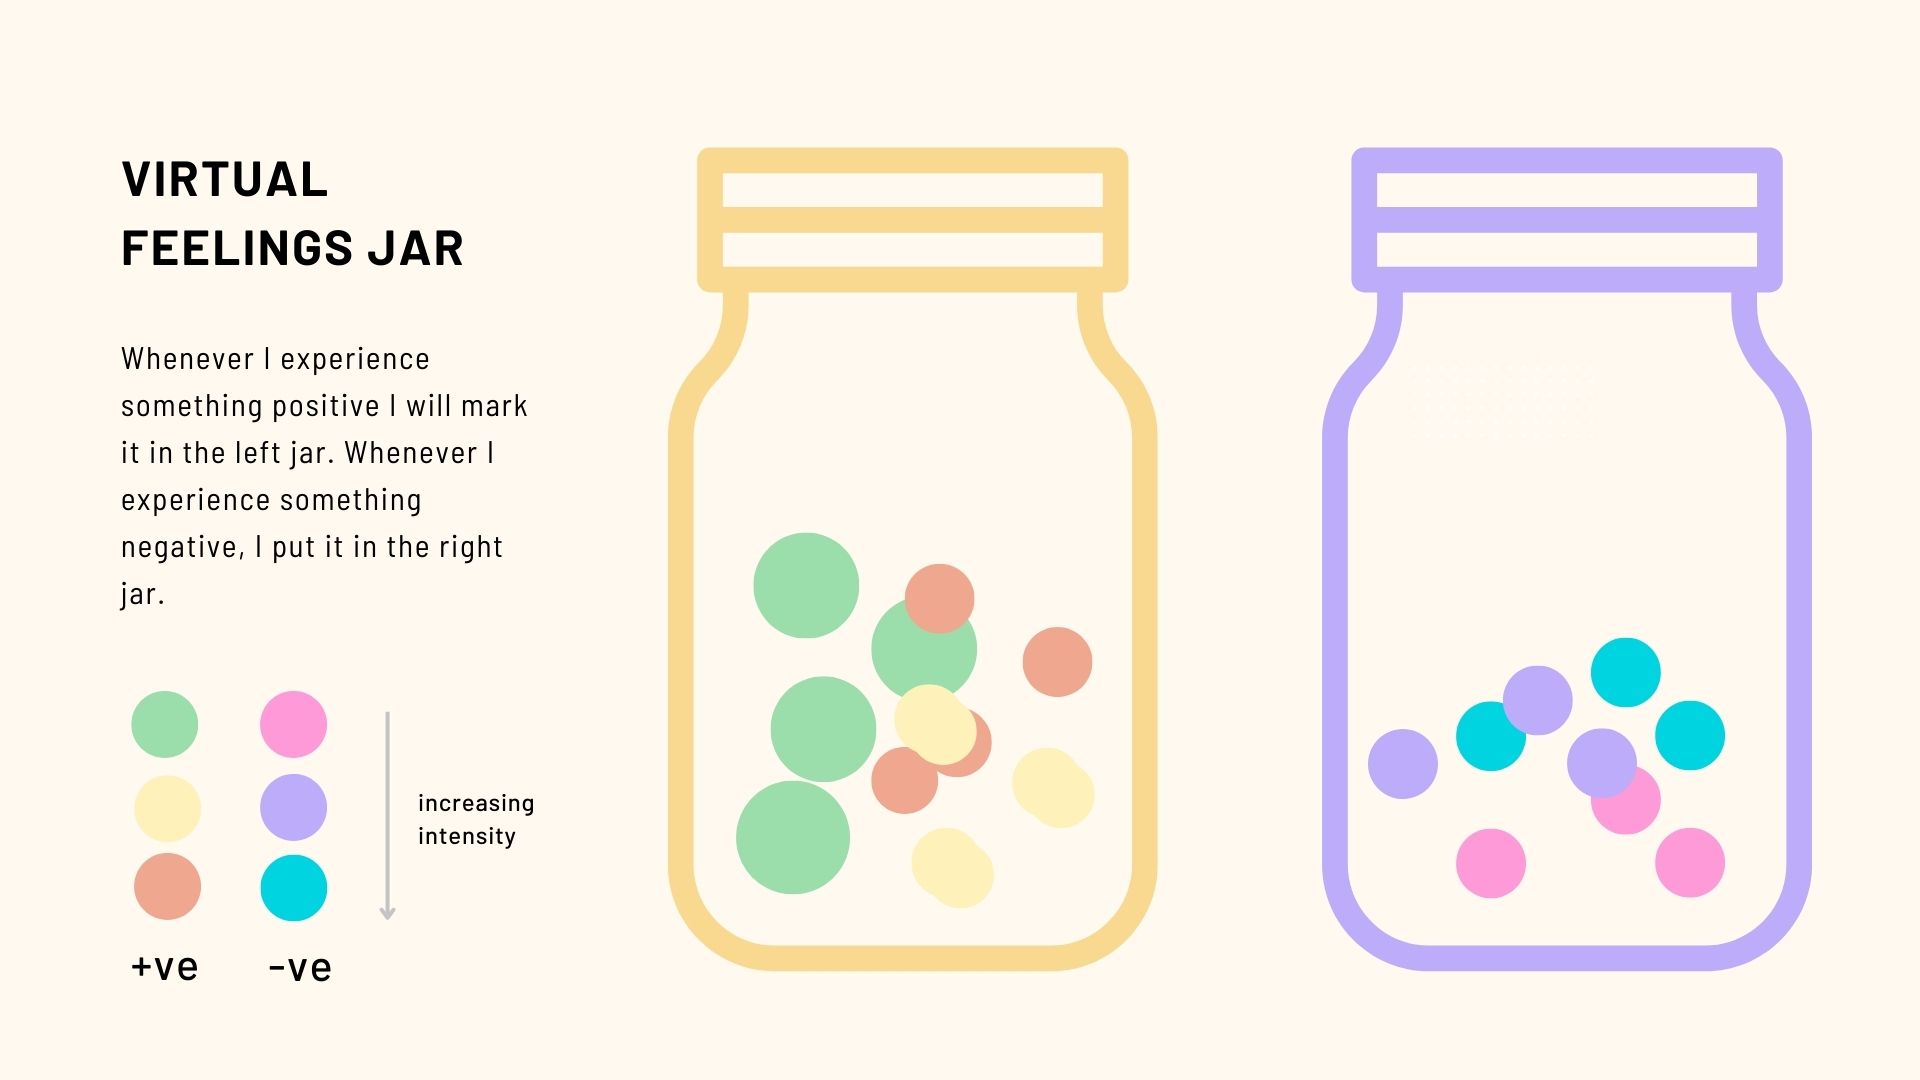 VIRTUAL
FEELINGS JAR
Whenever I experience
something positive I will mark
it in the left jar. Whenever I
experience something
negative, I put it in the right
jar.
increasing
intensity
+ve
-ve